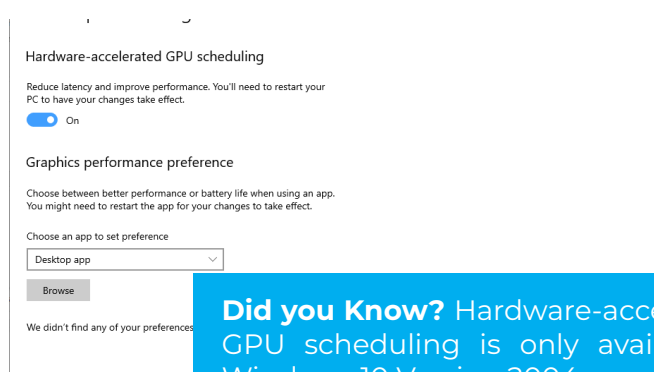 Hardware-accelerated GPU scheduling
Reduce latency and improve performance. You'll need to restart your
PC to have your changes take effect.
On
Graphics performance preference
Choose between better performance or battery life when using an app.
You might need to restart the app for your changes to take effect.
Choose an app to set preference
Desktop app
Browse
We didn't find any of your preferences
Did you Know? Hardware-acce
GPU scheduling is only avai
Windows 10 Version 2004